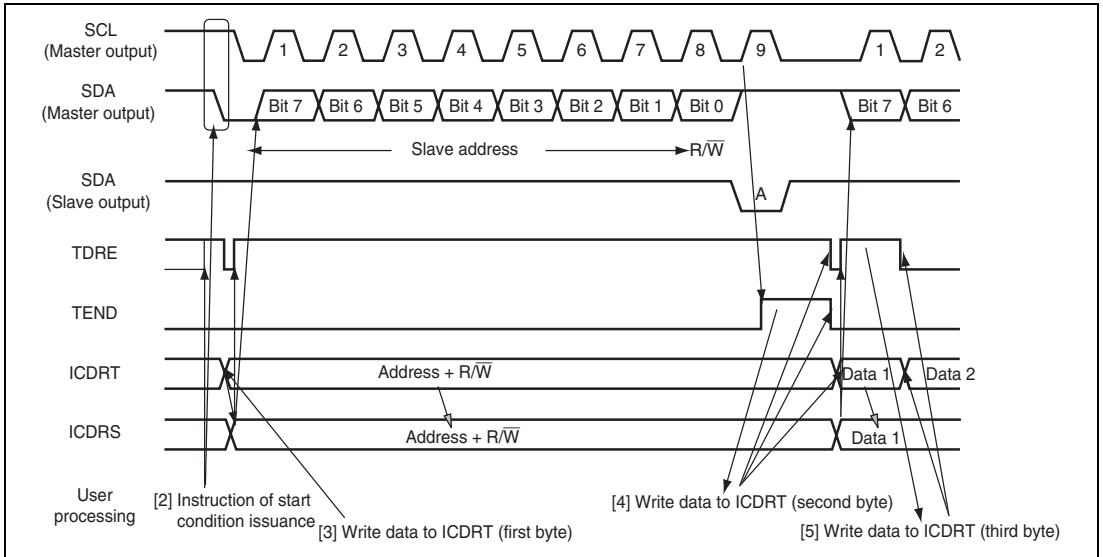 SCL
(Master output)
1 2 3 4 5 6 7 8 9 1 2
SDA
(Master output)
Bit 7 Bit 6 Bit 5 Bit 4 Bit 3 Bit 2 Bit 1 Bit 0 Bit 7 Bit 6
Slave address R/W̅
SDA
(Slave output)
A
TDRE
TEND
ICDRT
Address + R/W̅ Data 1 Data 2
ICDRS
Address + R/W̅ Data 1
User
processing
[2] Instruction of start
condition issuance
[3] Write data to ICDRT (first byte)
[4] Write data to ICDRT (second byte)
[5] Write data to ICDRT (third byte)